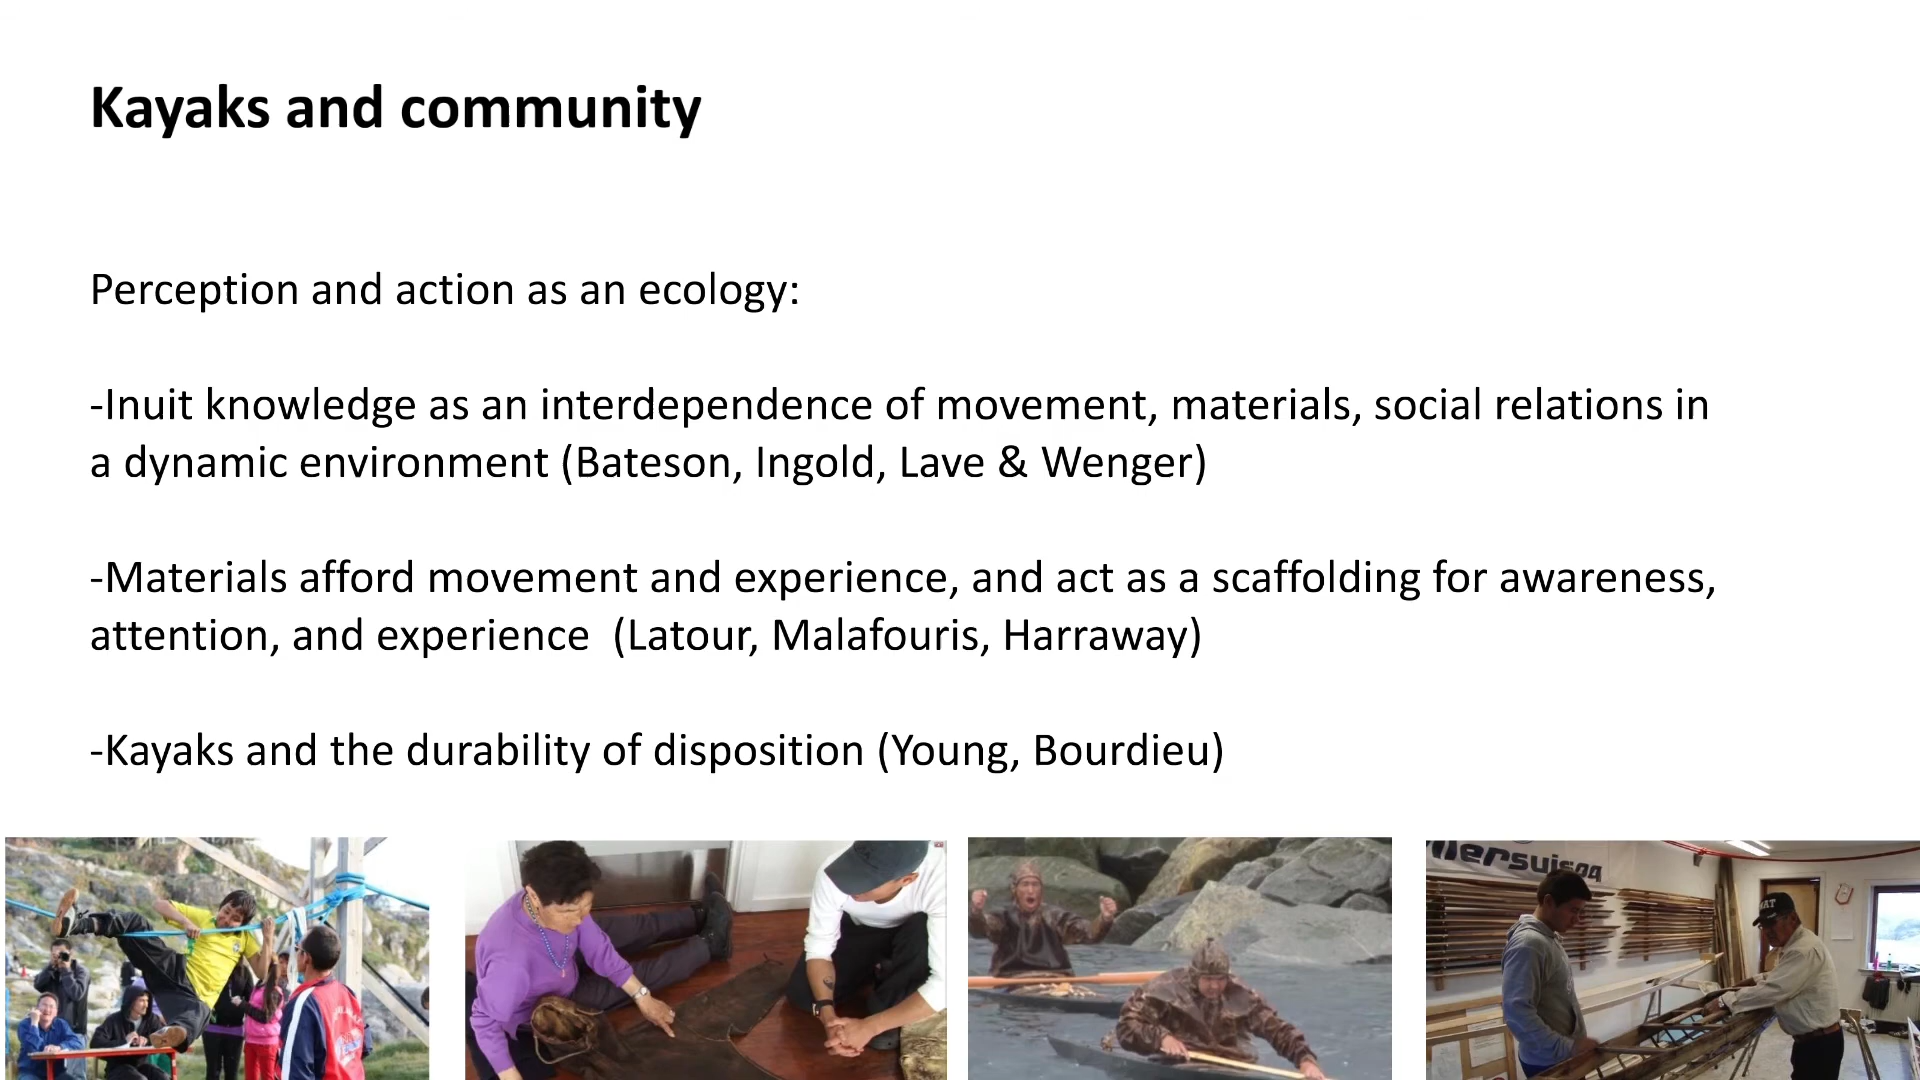 Kayaks and community
Perception and action as an ecology:
-Inuit knowledge as an interdependence of movement, materials, social relations in
a dynamic environment (Bateson, Ingold, Lave & Wenger)
-Materials afford movement and experience, and act as a scaffolding for awareness,
attention, and experience  (Latour, Malafouris, Harraway)
-Kayaks and the durability of disposition (Young, Bourdieu)